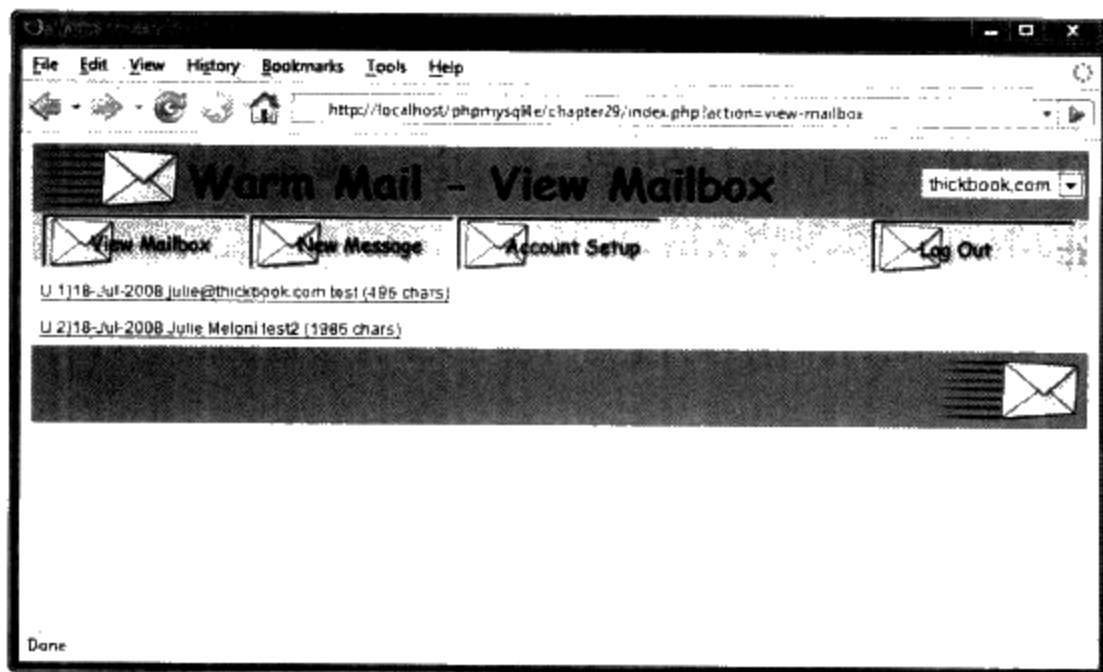 File Edit View History Bookmarks Tools Help
http://localhost/phpmysql4e/chapter29/index.php?action=view-mailbox
Warm Mail - View Mailbox
thickbook.com
View Mailbox New Message Account Setup Log Out
U 1)18-Jul-2008 julie@thickbook.com test (496 chars)
U 2)18-Jul-2008 Julie Meloni test2 (1986 chars)
Done